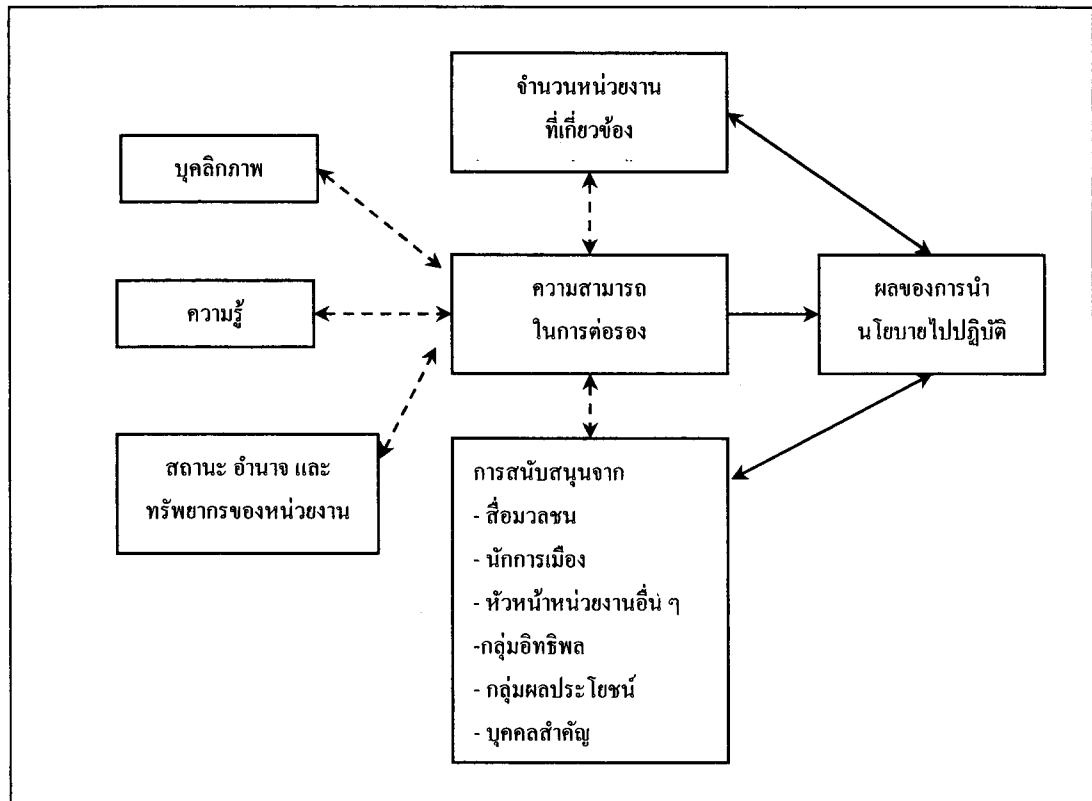 จำนวนหน่วยงาน
ที่เกี่ยวข้อง
บุคลิกภาพ
ความรู้
ความสามารถ
ในการต่อรอง
ผลของการนำ
นโยบายไปปฏิบัติ
สถานะ อำนาจ และ
ทรัพยากรของหน่วยงาน
การสนับสนุนจาก
- สื่อมวลชน
- นักการเมือง
- หัวหน้าหน่วยงานอื่น ๆ
-กลุ่มอิทธิพล
- กลุ่มผลประโยชน์
- บุคคลสำคัญ